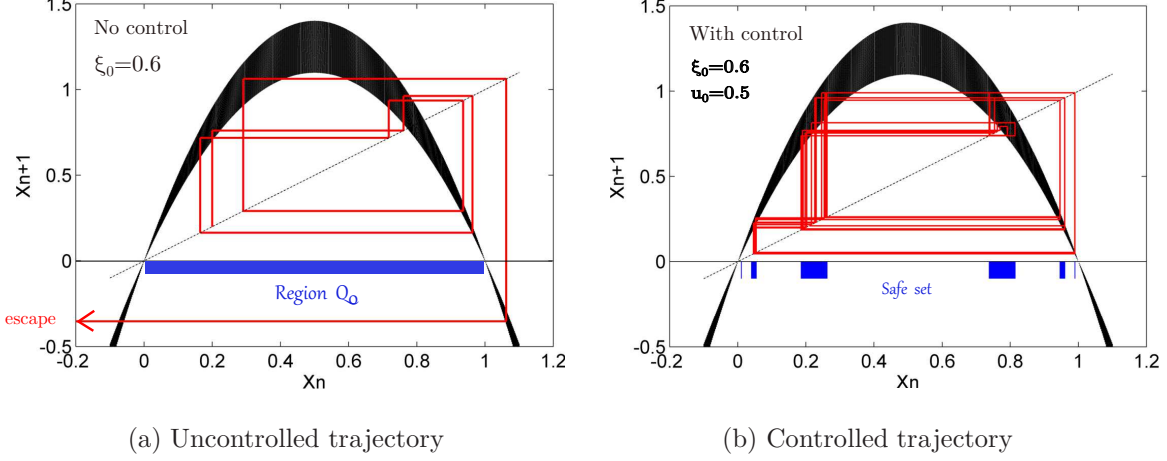 No control
ξ₀=0.6
Xn+1
1.5
1
0.5
0
-0.5
Region Q₀
escape
-0.2 0 0.2 0.4 0.6 0.8 1 1.2
Xn
(a) Uncontrolled trajectory
With control
ξ₀=0.6
u₀=0.5
Xn+1
1.5
1
0.5
0
-0.5
Safe set
-0.2 0 0.2 0.4 0.6 0.8 1 1.2
Xn
(b) Controlled trajectory